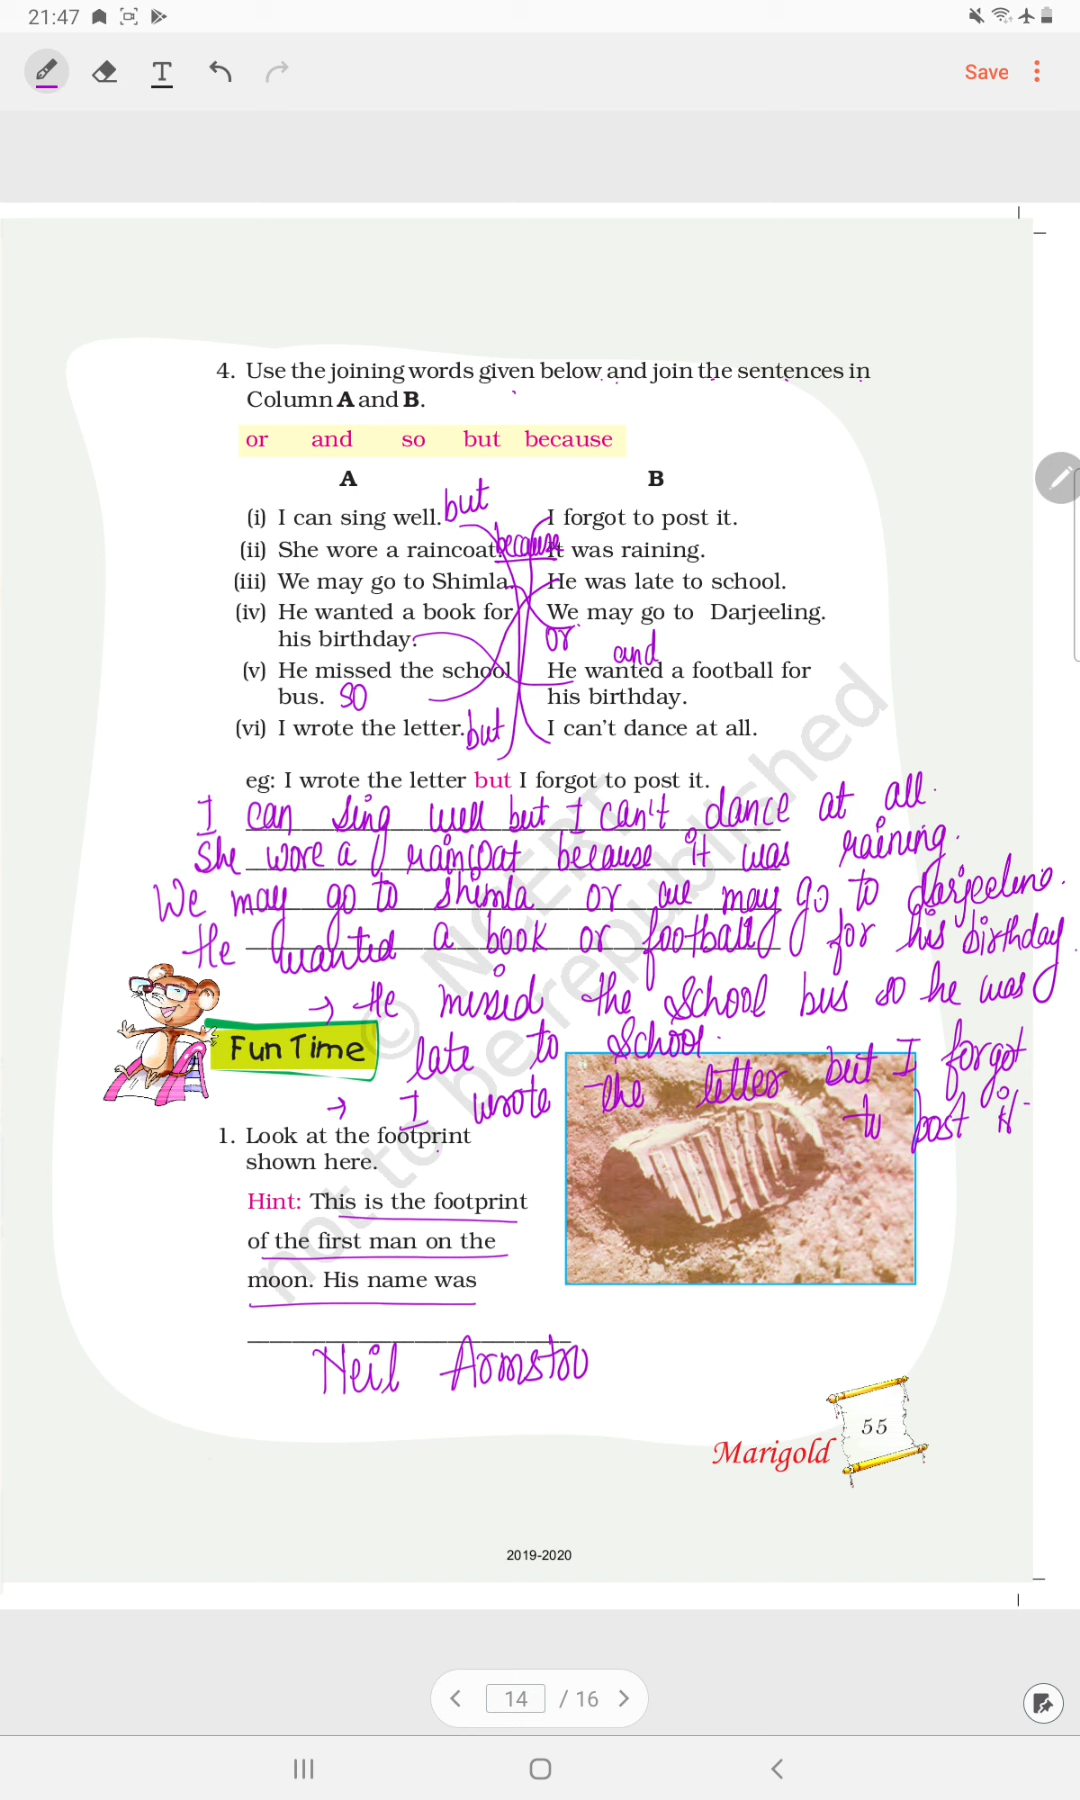 21:47
Save
4. Use the joining words given below and join the sentences in
Column A and B.
or and so but because
A B
(i) I can sing well. but I forgot to post it.
(ii) She wore a raincoat. because It was raining.
(iii) We may go to Shimla. He was late to school.
(iv) He wanted a book for We may go to Darjeeling.
his birthday. or
and
(v) He missed the school He wanted a football for
bus. so his birthday.
(vi) I wrote the letter. but I can't dance at all.
eg: I wrote the letter but I forgot to post it.
I can sing well but I can't dance at all.
She wore a raincoat because it was raining.
We may go to Shimla or we may go to Darjeeling.
He wanted a book or football for his birthday.
→ He missed the school bus so he was
Fun Time
late to school.
→ I wrote the letter but I forgot
to post it
1. Look at the footprint
shown here.
Hint: This is the footprint
of the first man on the
moon. His name was
Neil Armstro
55
Marigold
2019-2020
© NCERT
not to be republished
14 / 16